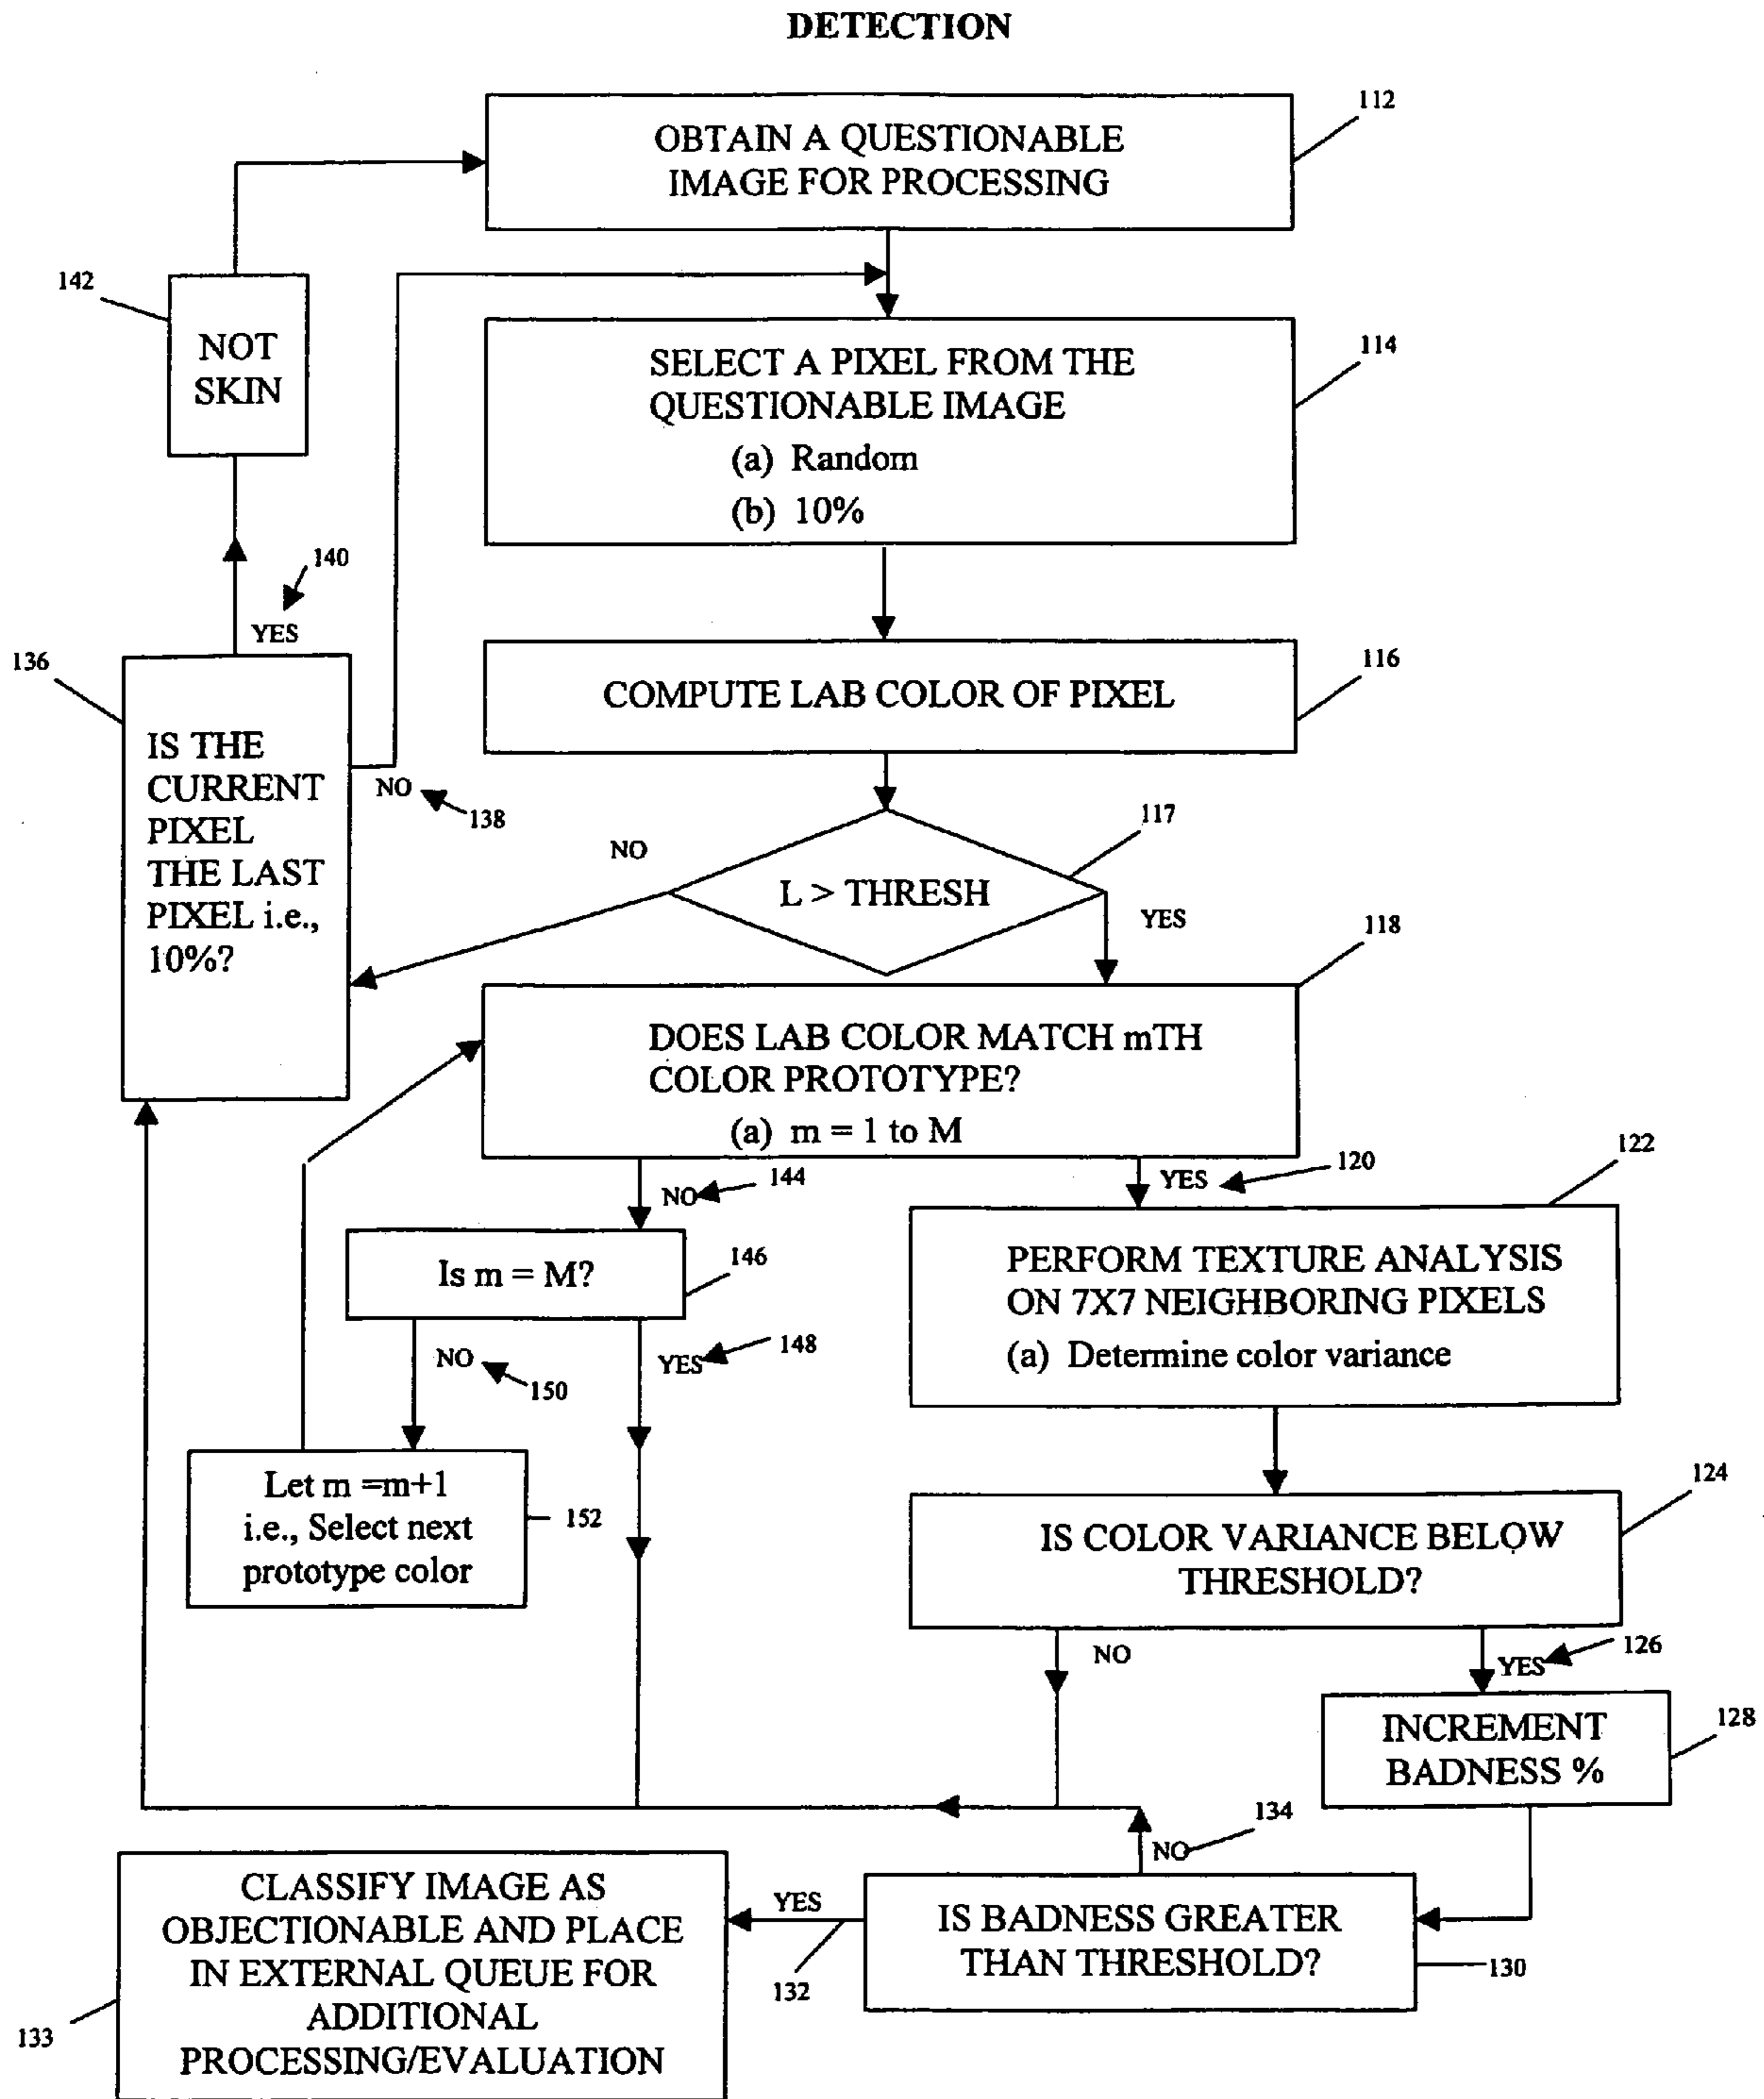 DETECTION
112
OBTAIN A QUESTIONABLE
IMAGE FOR PROCESSING
142
NOT
SKIN
114
SELECT A PIXEL FROM THE
QUESTIONABLE IMAGE
(a) Random
(b) 10%
140
YES
136
IS THE
CURRENT
PIXEL
THE LAST
PIXEL i.e.,
10%?
NO
138
116
COMPUTE LAB COLOR OF PIXEL
117
NO
L > THRESH
YES
118
DOES LAB COLOR MATCH mTH
COLOR PROTOTYPE?
(a) m = 1 to M
NO
144
YES
120
122
Is m = M?
146
PERFORM TEXTURE ANALYSIS
ON 7X7 NEIGHBORING PIXELS
(a) Determine color variance
NO
150
YES
148
Let m =m+1
i.e., Select next
prototype color
152
124
IS COLOR VARIANCE BELOW
THRESHOLD?
NO
YES
126
INCREMENT
BADNESS %
128
134
NO
CLASSIFY IMAGE AS
OBJECTIONABLE AND PLACE
IN EXTERNAL QUEUE FOR
ADDITIONAL
PROCESSING/EVALUATION
133
YES
132
IS BADNESS GREATER
THAN THRESHOLD?
130